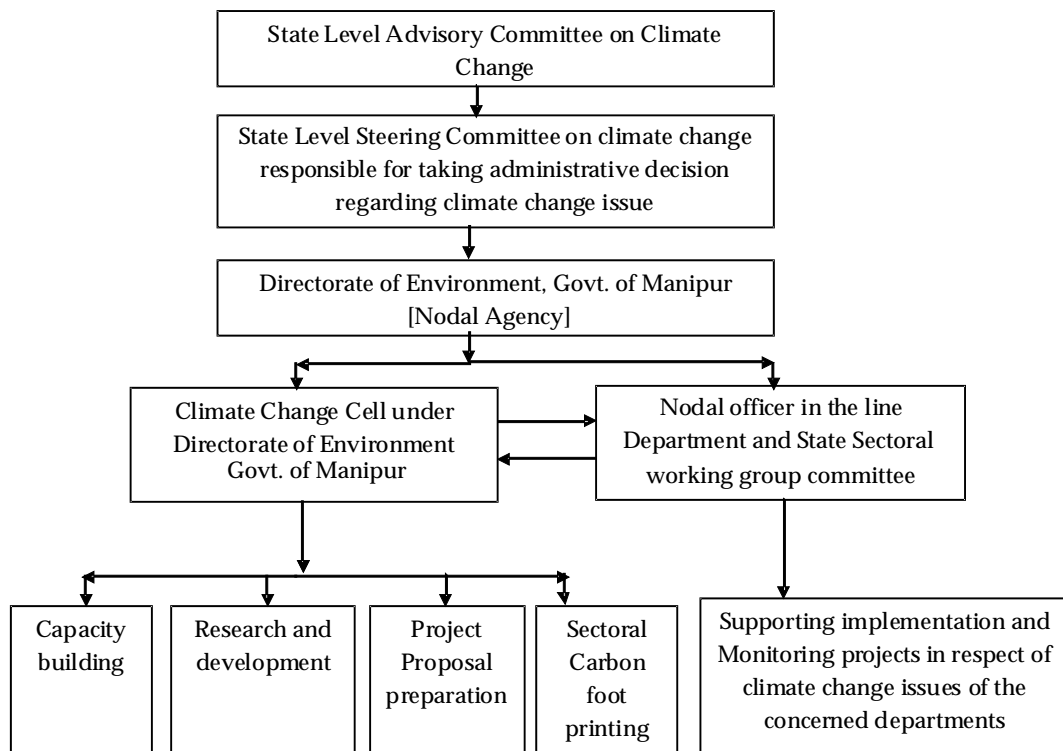 State Level Advisory Committee on Climate
Change
State Level Steering Committee on climate change
responsible for taking administrative decision
regarding climate change issue
Directorate of Environment, Govt. of Manipur
[Nodal Agency]
Climate Change Cell under
Directorate of Environment
Govt. of Manipur
Nodal officer in the line
Department and State Sectoral
working group committee
Capacity
building
Research and
development
Project
Proposal
preparation
Sectoral
Carbon
foot
printing
Supporting implementation and
Monitoring projects in respect of
climate change issues of the
concerned departments